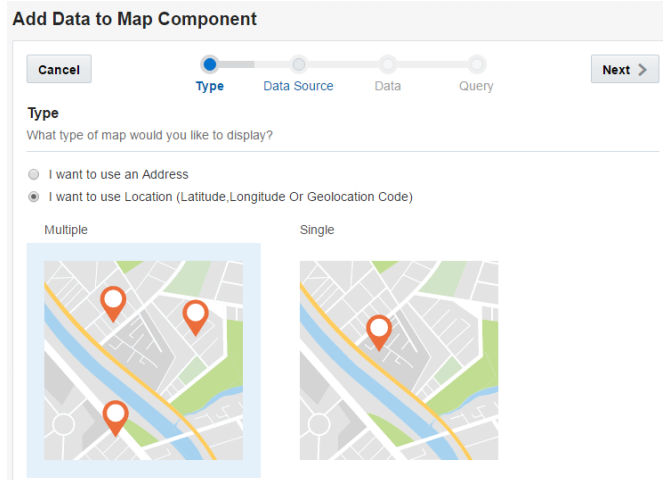 Add Data to Map Component
Cancel
Next
Type
Data Source
Data
Query
Type
What type of map would you like to display?
I want to use an Address
I want to use Location (Latitude,Longitude Or Geolocation Code)
Multiple
Single